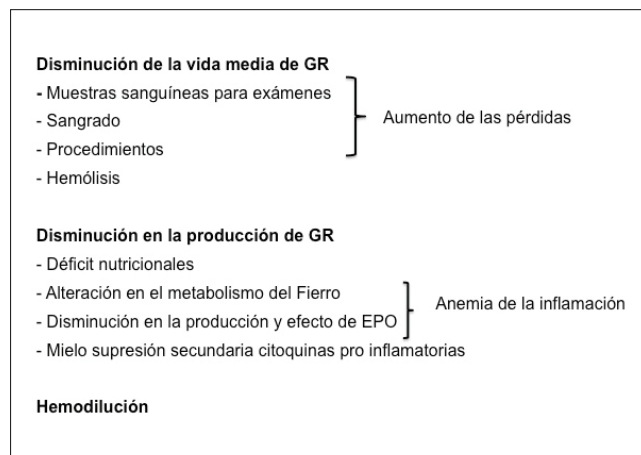 Disminución de la vida media de GR
- Muestras sanguíneas para exámenes
- Sangrado
Aumento de las pérdidas
- Procedimientos
- Hemólisis
Disminución en la producción de GR
- Déficit nutricionales
- Alteración en el metabolismo del Fierro
Anemia de la inflamación
- Disminución en la producción y efecto de EPO
- Mielo supresión secundaria citoquinas pro inflamatorias
Hemodilución